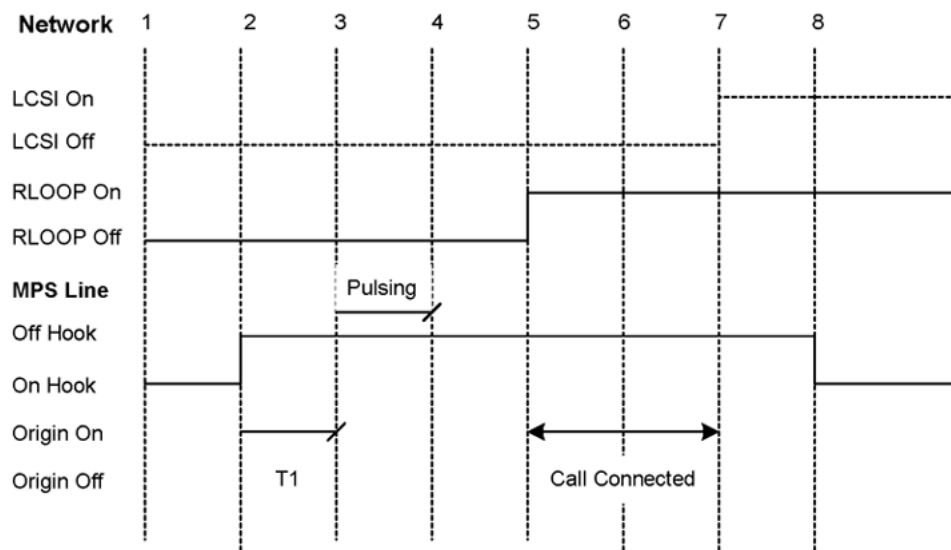 Network 1 2 3 4 5 6 7 8
LCSI On
LCSI Off
RLOOP On
RLOOP Off
MPS Line Pulsing
Off Hook
On Hook
Origin On
Origin Off T1 Call Connected